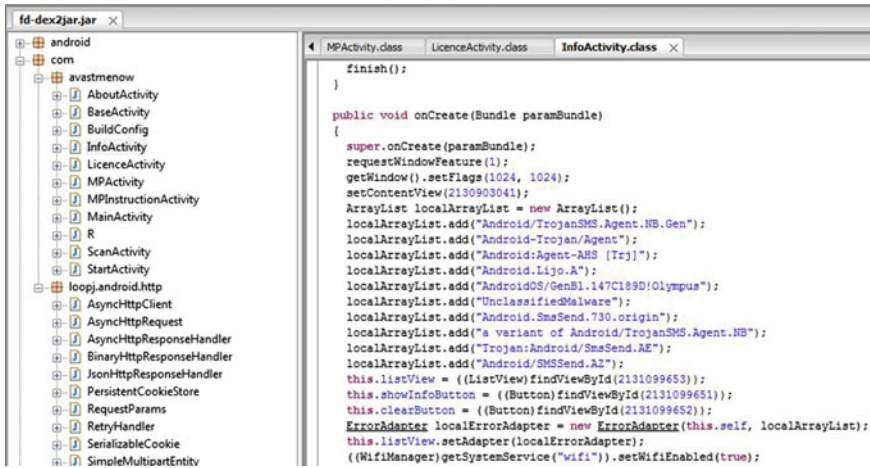 fd-dex2jar.jar
android
com
avastmenow
AboutActivity
BaseActivity
BuildConfig
InfoActivity
LicenceActivity
MPActivity
MPInstructionActivity
MainActivity
R
ScanActivity
StartActivity
loopj.android.http
AsyncHttpClient
AsyncHttpRequest
AsyncHttpResponseHandler
BinaryHttpResponseHandler
JsonHttpResponseHandler
PersistentCookieStore
RequestParams
RetryHandler
SerializableCookie
SimpleMultipartEntity
MPActivity.class LicenceActivity.class InfoActivity.class
finish();
}
public void onCreate(Bundle paramBundle)
{
super.onCreate(paramBundle);
requestWindowFeature(1);
getWindow().setFlags(1024, 1024);
setContentView(2130903041);
ArrayList localArrayList = new ArrayList();
localArrayList.add("Android/TrojanSMS.Agent.NB.Gen");
localArrayList.add("Android-Trojan/Agent");
localArrayList.add("Android:Agent-AHS [Trj]");
localArrayList.add("Android.Lijo.A");
localArrayList.add("AndroidOS/GenBl.147C189D!Olympus");
localArrayList.add("UnclassifiedMalware");
localArrayList.add("Android.SmsSend.730.origin");
localArrayList.add("a variant of Android/TrojanSMS.Agent.NB");
localArrayList.add("Trojan:Android/SmsSend.AE");
localArrayList.add("Android/SMSSend.AZ");
this.listView = ((ListView)findViewById(2131099653));
this.showInfoButton = ((Button)findViewById(2131099651));
this.clearButton = ((Button)findViewById(2131099652));
ErrorAdapter localErrorAdapter = new ErrorAdapter(this.self, localArrayList);
this.listView.setAdapter(localErrorAdapter);
((WifiManager)getSystemService("wifi")).setWifiEnabled(true);